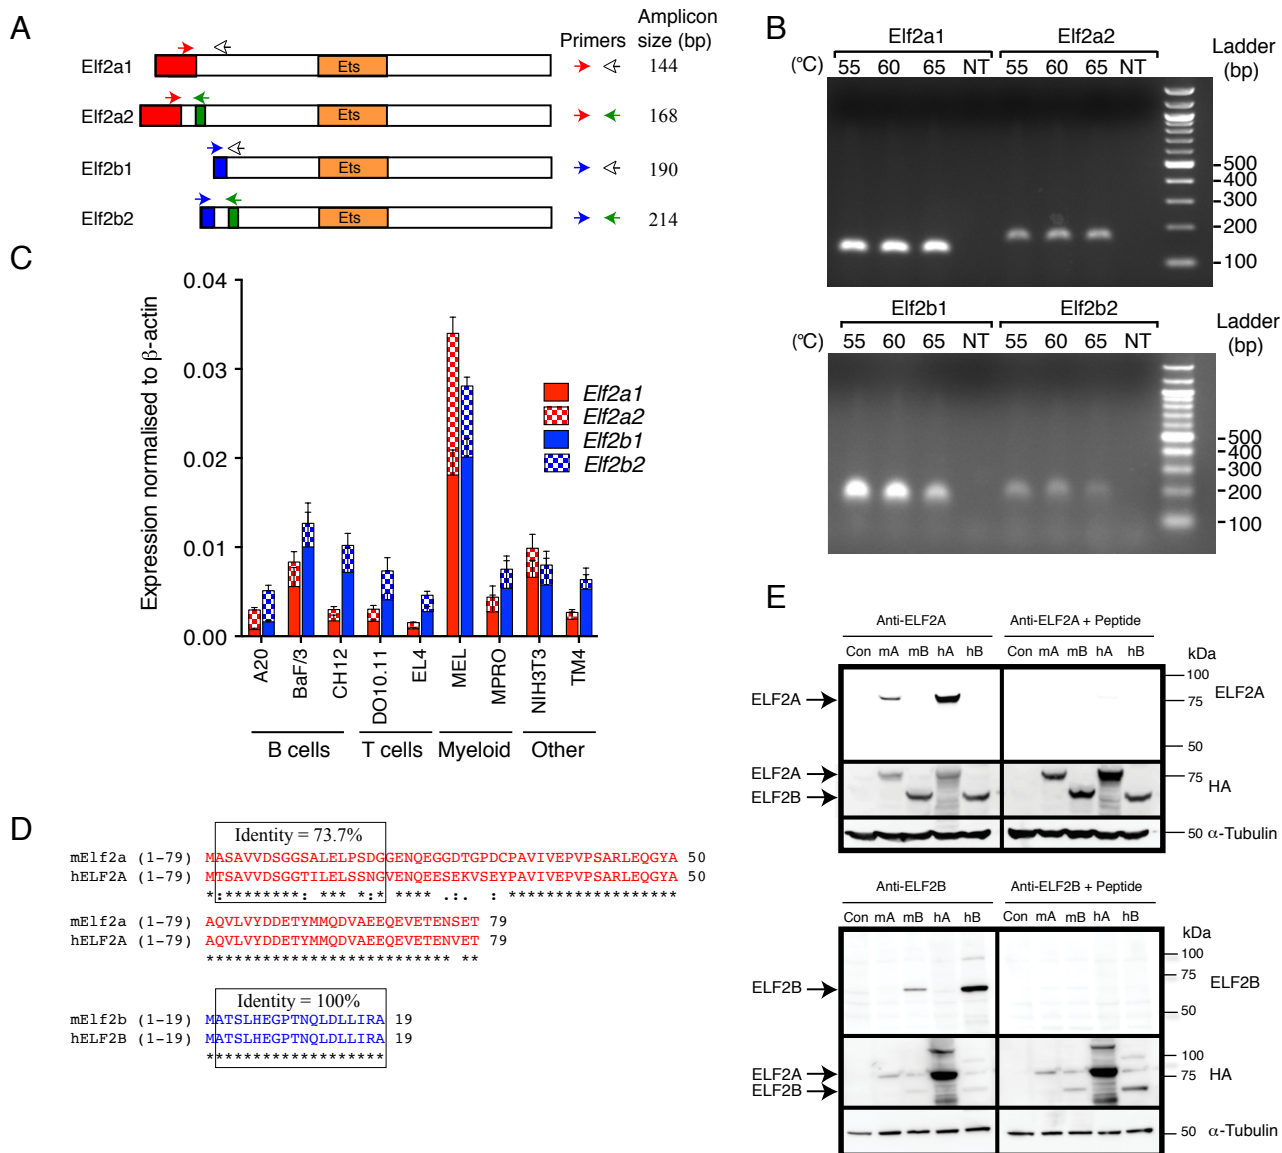 A
Primers
Amplicon
size (bp)
Elf2a1
Ets
144
Elf2a2
Ets
168
Elf2b1
Ets
190
Elf2b2
Ets
214
B
Elf2a1
Elf2a2
Ladder
(bp)
(°C)
55 60 65 NT
55 60 65 NT
500
400
300
200
100
Elf2b1
Elf2b2
Ladder
(bp)
(°C)
55 60 65 NT
55 60 65 NT
500
400
300
200
100
C
Expression normalised to β-actin
0.04
0.03
0.02
0.01
0.00
Elf2a1
Elf2a2
Elf2b1
Elf2b2
A20
BaF/3
CH12
DO10.11
EL4
MEL
MPRO
NIH3T3
TM4
B cells
T cells
Myeloid
Other
D
Identity = 73.7%
mElf2a (1-79) MASAVVDSGGSALELPSDGGENQEGGDTGPDCPAVIVEPVPSARLEQGYA 50
hELF2A (1-79) MTSAVVDSGGTILELSSNGVENQEESEKVSEYPAVIVEPVPSARLEQGYA 50
*:********: *** *:* **** .:. : ******************
mElf2a (1-79) AQVLVYDDETYMMQDVAEEQEVETENSET 79
hELF2A (1-79) AQVLVYDDETYMMQDVAEEQEVETENVET 79
************************** **
Identity = 100%
mElf2b (1-19) MATSLHEGPTNQLDLLIRA 19
hELF2B (1-19) MATSLHEGPTNQLDLLIRA 19
*******************
E
Anti-ELF2A
Anti-ELF2A + Peptide
Con mA mB hA hB
Con mA mB hA hB
kDa
100
75
50
ELF2A
ELF2A
ELF2A
ELF2B
75
HA
50
α-Tubulin
Anti-ELF2B
Anti-ELF2B + Peptide
Con mA mB hA hB
Con mA mB hA hB
kDa
100
75
50
ELF2B
ELF2B
ELF2A
ELF2B
100
75
HA
50
α-Tubulin